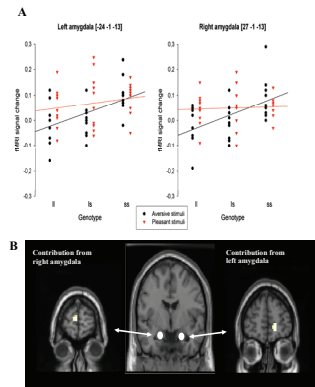 A
Left amygdala [-24 -1 -13]
Right amygdala [27 -1 -13]
fMRI signal change
0,3
0,2
0,1
0,0
-0,1
-0,2
-0,3
ll
ls
ss
Genotype
fMRI signal change
0,3
0,2
0,1
0,0
-0,1
-0,2
-0,3
ll
ls
ss
Genotype
Aversive stimuli
Pleasant stimuli
B
Contribution from
right amygdala
Contribution from
left amygdala